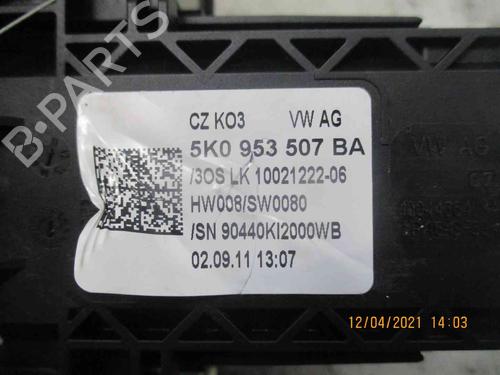 CZ KO3 VW AG
5K0 953 507 BA
/3OS LK 10021222-06
HW008/SW0080
/SN 90440KI2000WB
02.09.11 13:07
VW AG
12/04/2021 14:03